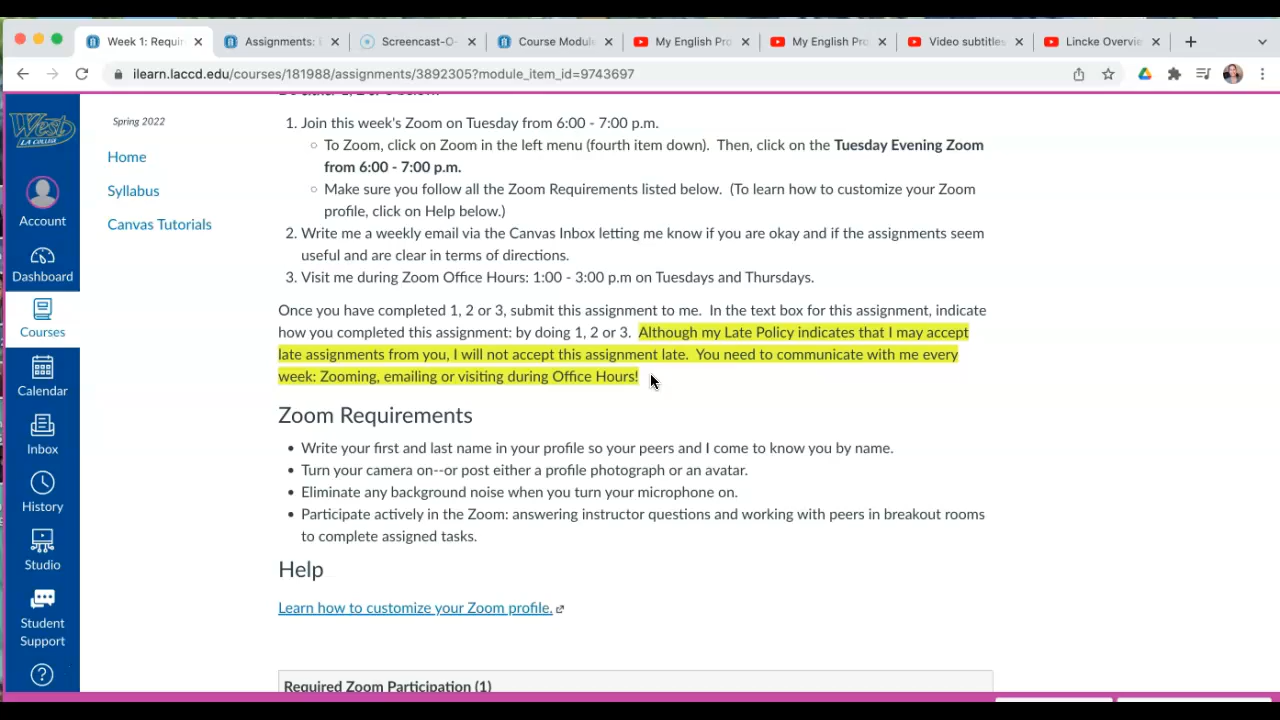 Week 1: Requir
Assignments: E
Screencast-O-
Course Module
My English Pro
My English Pro
Video subtitles
Lincke Overvie
ilearn.laccd.edu/courses/181988/assignments/3892305?module_item_id=9743697
West
LA COLLEGE
Account
Dashboard
Courses
Calendar
Inbox
History
Studio
Student
Support
Spring 2022
Home
Syllabus
Canvas Tutorials
1. Join this week's Zoom on Tuesday from 6:00 - 7:00 p.m.
To Zoom, click on Zoom in the left menu (fourth item down). Then, click on the Tuesday Evening Zoom
from 6:00 - 7:00 p.m.
Make sure you follow all the Zoom Requirements listed below. (To learn how to customize your Zoom
profile, click on Help below.)
2. Write me a weekly email via the Canvas Inbox letting me know if you are okay and if the assignments seem
useful and are clear in terms of directions.
3. Visit me during Zoom Office Hours: 1:00 - 3:00 p.m on Tuesdays and Thursdays.
Once you have completed 1, 2 or 3, submit this assignment to me. In the text box for this assignment, indicate
how you completed this assignment: by doing 1, 2 or 3. Although my Late Policy indicates that I may accept
late assignments from you, I will not accept this assignment late. You need to communicate with me every
week: Zooming, emailing or visiting during Office Hours!
Zoom Requirements
Write your first and last name in your profile so your peers and I come to know you by name.
Turn your camera on--or post either a profile photograph or an avatar.
Eliminate any background noise when you turn your microphone on.
Participate actively in the Zoom: answering instructor questions and working with peers in breakout rooms
to complete assigned tasks.
Help
Learn how to customize your Zoom profile.
Required Zoom Participation (1)